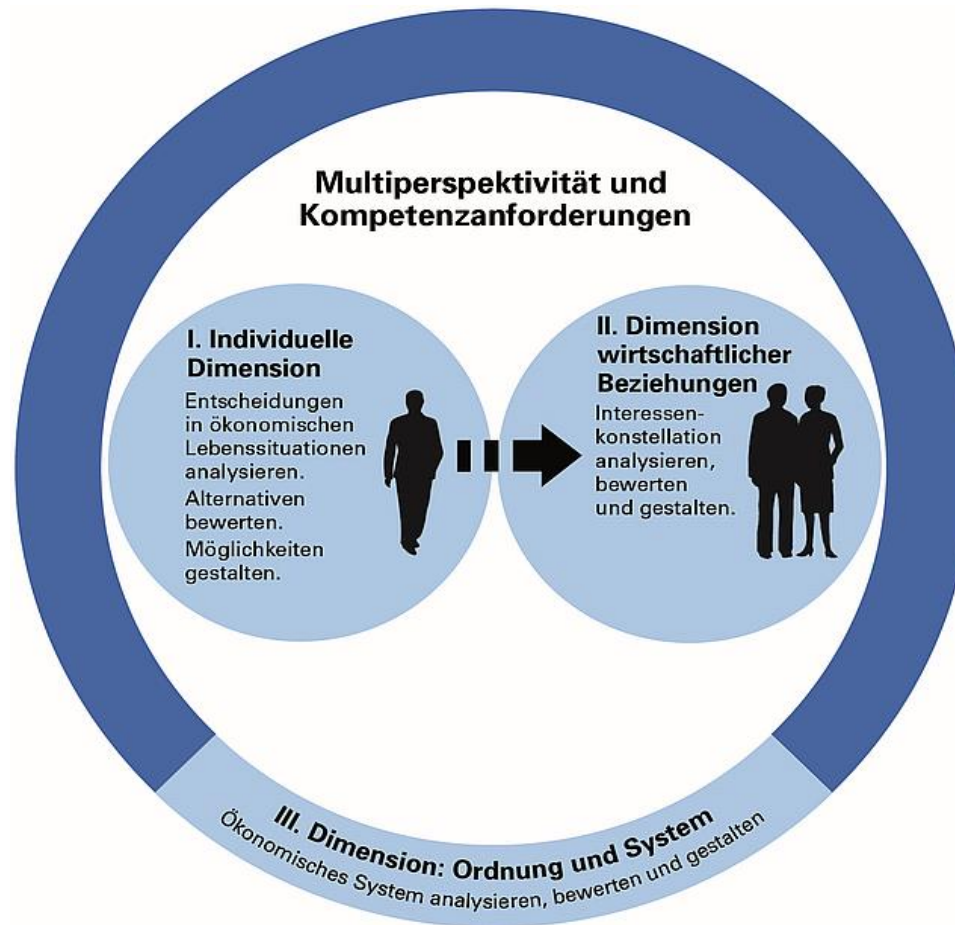 Multiperspektivität und
Kompetenzanforderungen
I. Individuelle
Dimension
Entscheidungen
in ökonomischen
Lebenssituationen
analysieren.
Alternativen
bewerten.
Möglichkeiten
gestalten.
II. Dimension
wirtschaftlicher
Beziehungen
Interessen-
konstellation
analysieren,
bewerten
und gestalten.
III. Dimension: Ordnung und System
Ökonomisches System analysieren, bewerten und gestalten